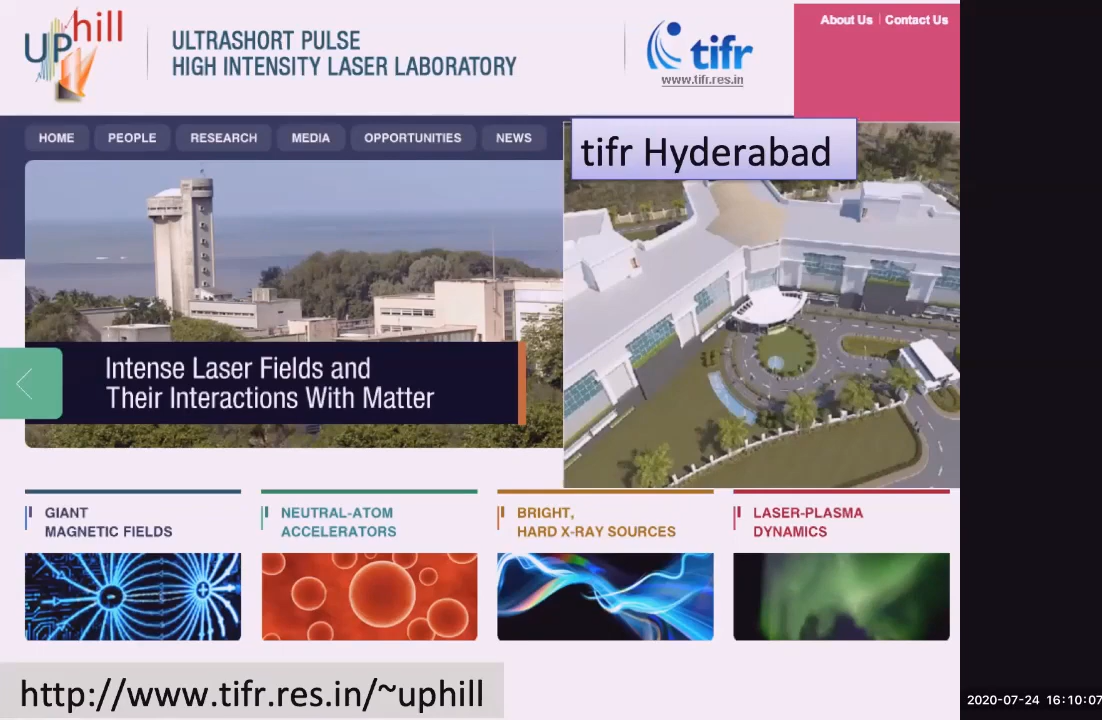 UPhill
ULTRASHORT PULSE
HIGH INTENSITY LASER LABORATORY
tifr
www.tifr.res.in
About Us | Contact Us
HOME PEOPLE RESEARCH MEDIA OPPORTUNITIES NEWS
tifr Hyderabad
Intense Laser Fields and
Their Interactions With Matter
GIANT
MAGNETIC FIELDS
NEUTRAL-ATOM
ACCELERATORS
BRIGHT,
HARD X-RAY SOURCES
LASER-PLASMA
DYNAMICS
http://www.tifr.res.in/~uphill
2020-07-24 16:10:07